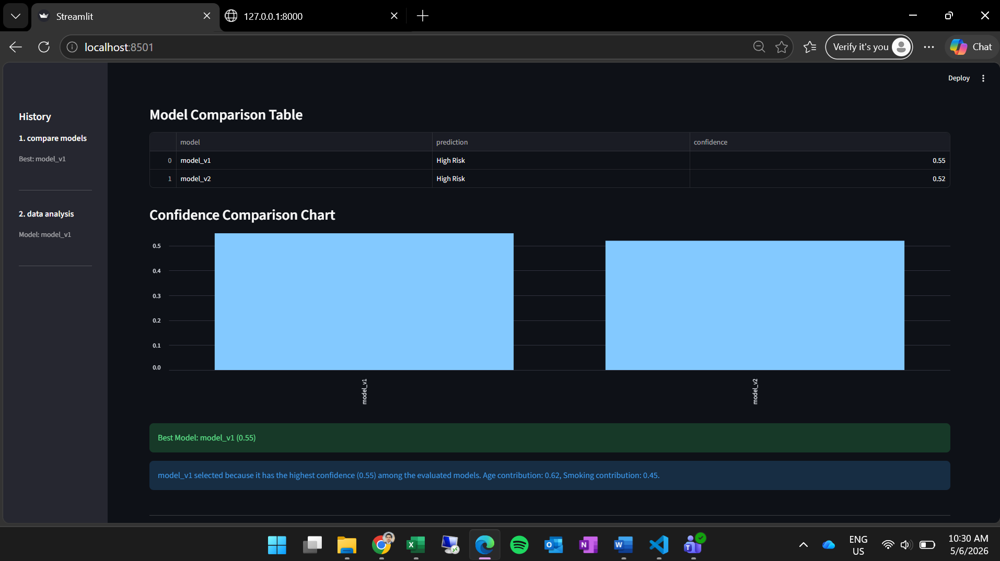 Streamlit
127.0.0.1:8000
localhost:8501
Verify it's you
Chat
Deploy
History
1. compare models
Best: model_v1
2. data analysis
Model: model_v1
Model Comparison Table
model prediction confidence
0 model_v1 High Risk 0.55
1 model_v2 High Risk 0.52
Confidence Comparison Chart
0.5
0.4
0.3
0.2
0.1
0.0
model_v1
model_v2
Best Model: model_v1 (0.55)
model_v1 selected because it has the highest confidence (0.55) among the evaluated models. Age contribution: 0.62, Smoking contribution: 0.45.
ENG
US
10:30 AM
5/6/2026